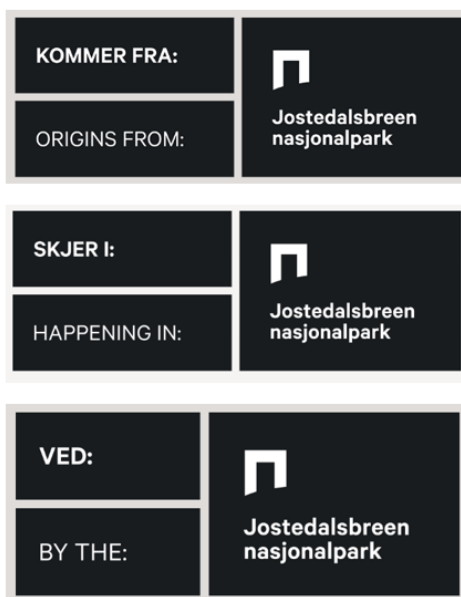 KOMMER FRA:
ORIGINS FROM:
Jostedalsbreen
nasjonalpark
SKJER I:
HAPPENING IN:
Jostedalsbreen
nasjonalpark
VED:
BY THE:
Jostedalsbreen
nasjonalpark